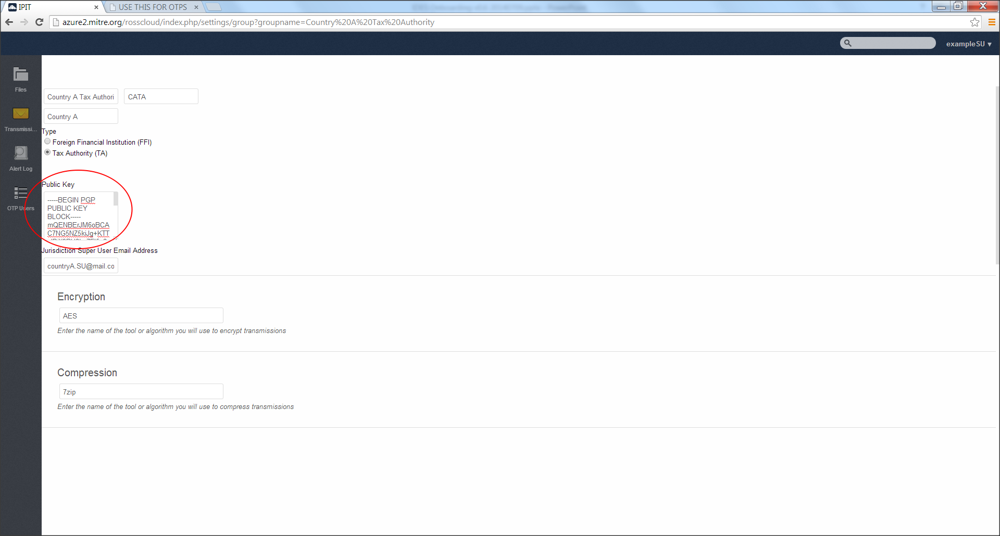 IPIT
USE THIS FOR OTPS
azure2.mitre.org/rosscloud/index.php/settings/group?groupname=Country%20A%20Tax%20Authority
exampleSU
Files
Country A Tax Authori CATA
Country A
Transmissi...
Type
Foreign Financial Institution (FFI)
Tax Authority (TA)
Alert Log
Public Key
-----BEGIN PGP
PUBLIC KEY
BLOCK-----
mQENBErJM6oBCA
C7NG5NZ5kiJg+KTT
OTP Users
Jurisdiction Super User Email Address
countryA.SU@mail.co
Encryption
AES
Enter the name of the tool or algorithm you will use to encrypt transmissions
Compression
7zip
Enter the name of the tool or algorithm you will use to compress transmissions